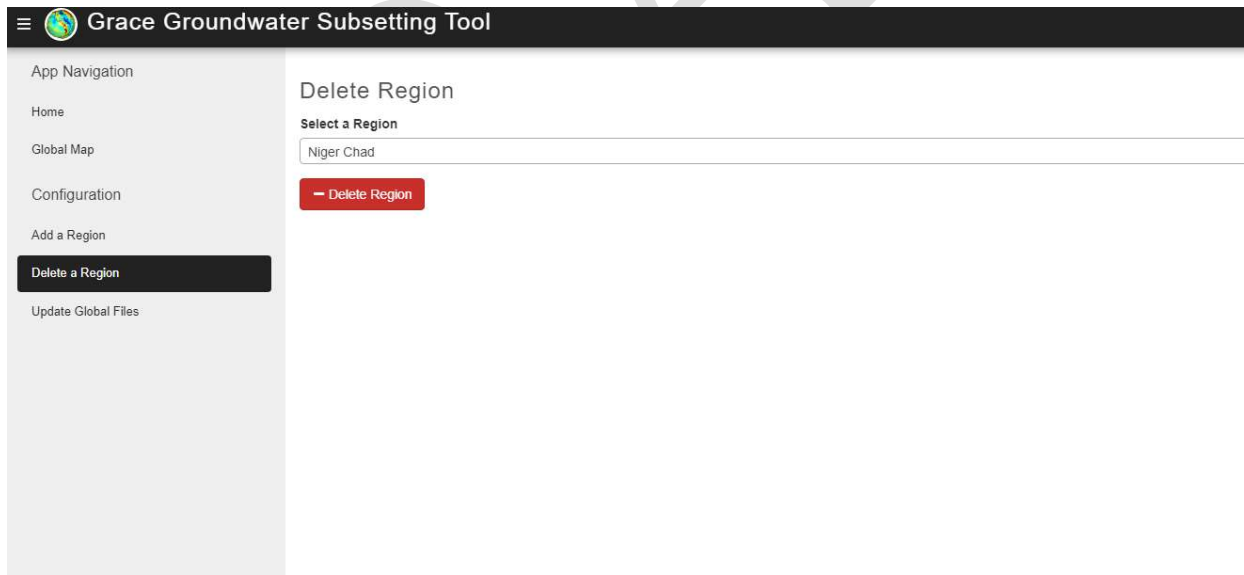 ≡ Grace Groundwater Subsetting Tool
App Navigation
Home
Global Map
Configuration
Add a Region
Delete a Region
Update Global Files
Delete Region
Select a Region
Niger Chad
− Delete Region